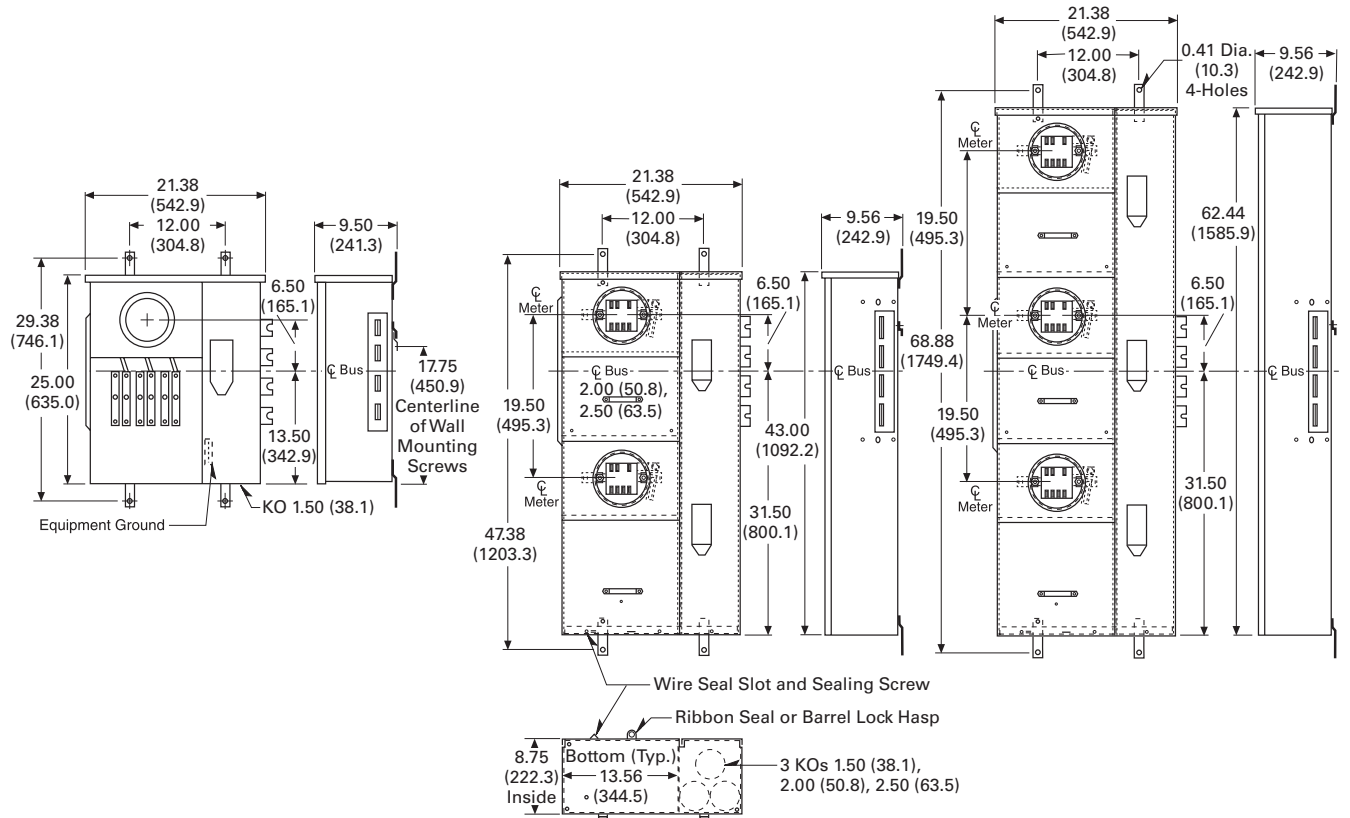 21.38
(542.9)
12.00
(304.8)
9.50
(241.3)
6.50
(165.1)
29.38
(746.1)
25.00
(635.0)
℄ Bus
17.75
(450.9)
Centerline
of Wall
Mounting
Screws
13.50
(342.9)
KO 1.50 (38.1)
Equipment Ground
21.38
(542.9)
12.00
(304.8)
9.56
(242.9)
℄
Meter
6.50
(165.1)
℄ Bus
2.00 (50.8),
2.50 (63.5)
℄ Bus
19.50
(495.3)
43.00
(1092.2)
℄
Meter
31.50
(800.1)
47.38
(1203.3)
21.38
(542.9)
12.00
(304.8)
0.41 Dia.
(10.3)
4-Holes
9.56
(242.9)
℄
Meter
19.50
(495.3)
62.44
(1585.9)
℄
Meter
6.50
(165.1)
68.88
(1749.4)
℄ Bus
℄ Bus
19.50
(495.3)
℄
Meter
31.50
(800.1)
Wire Seal Slot and Sealing Screw
Ribbon Seal or Barrel Lock Hasp
8.75
(222.3)
Inside
Bottom (Typ.)
13.56
(344.5)
3 KOs 1.50 (38.1),
2.00 (50.8), 2.50 (63.5)